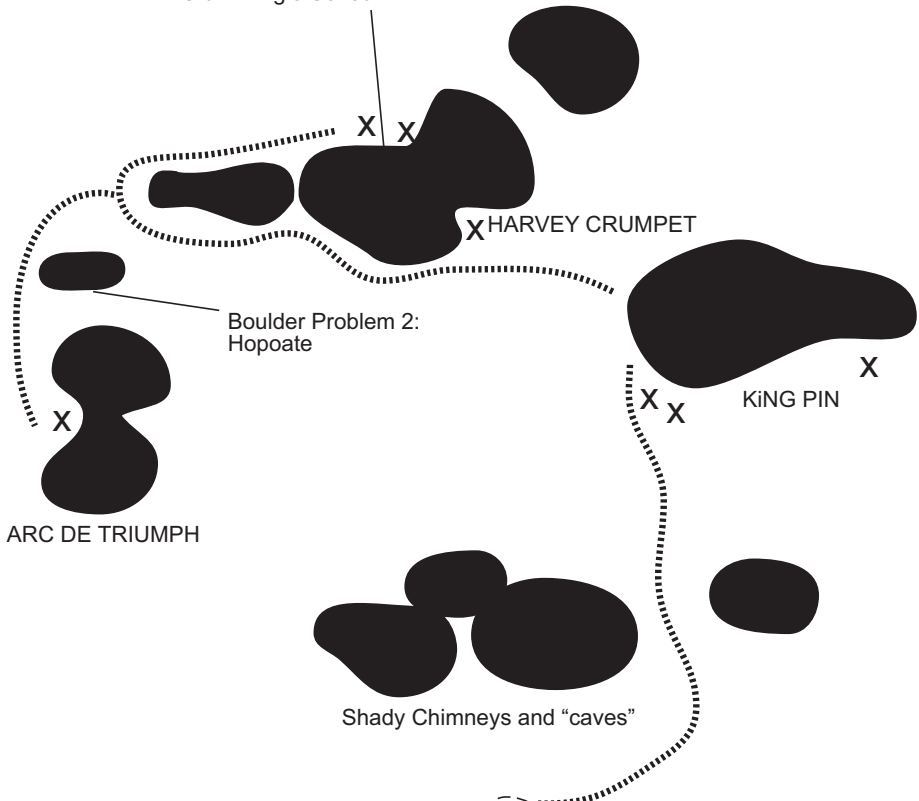 X X
X HARVEY CRUMPET
Boulder Problem 2:
Hopoate
X
X X
KiNG PIN
X
ARC DE TRIUMPH
Shady Chimneys and “caves”